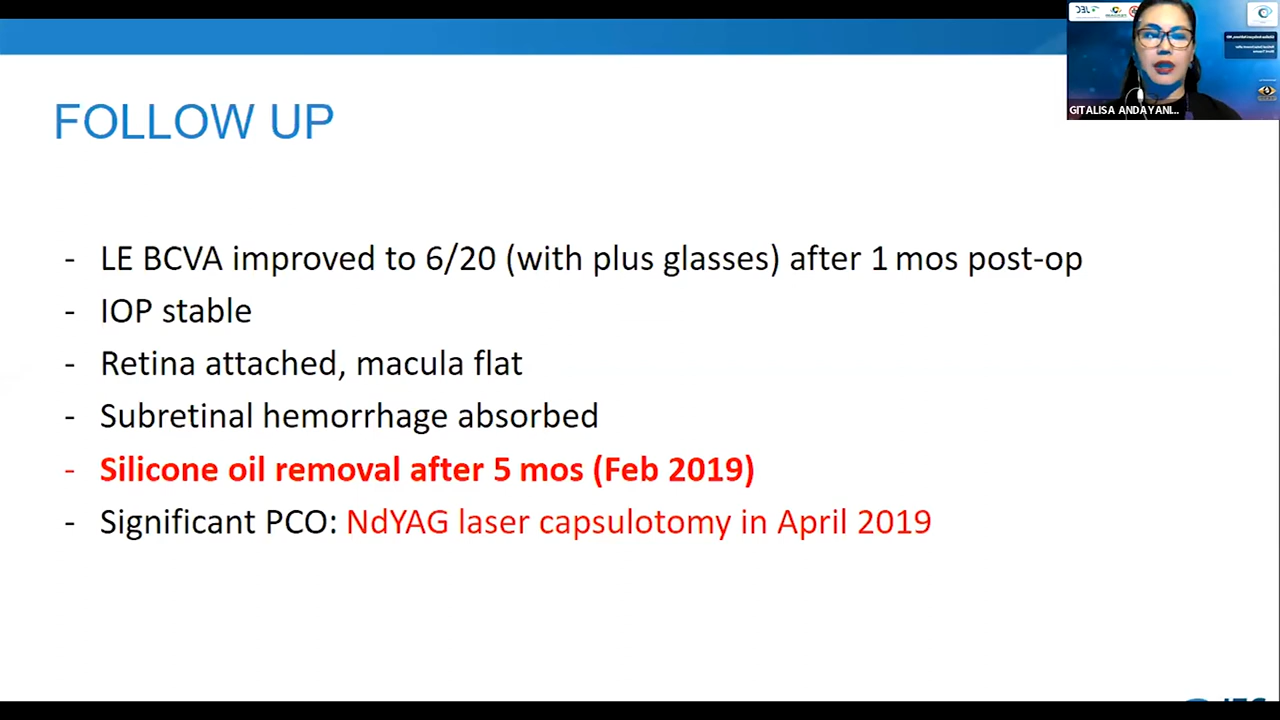 FOLLOW UP
- LE BCVA improved to 6/20 (with plus glasses) after 1 mos post-op
- IOP stable
- Retina attached, macula flat
- Subretinal hemorrhage absorbed
- Silicone oil removal after 5 mos (Feb 2019)
- Significant PCO: NdYAG laser capsulotomy in April 2019
GITALISA ANDAYANI...
JEC